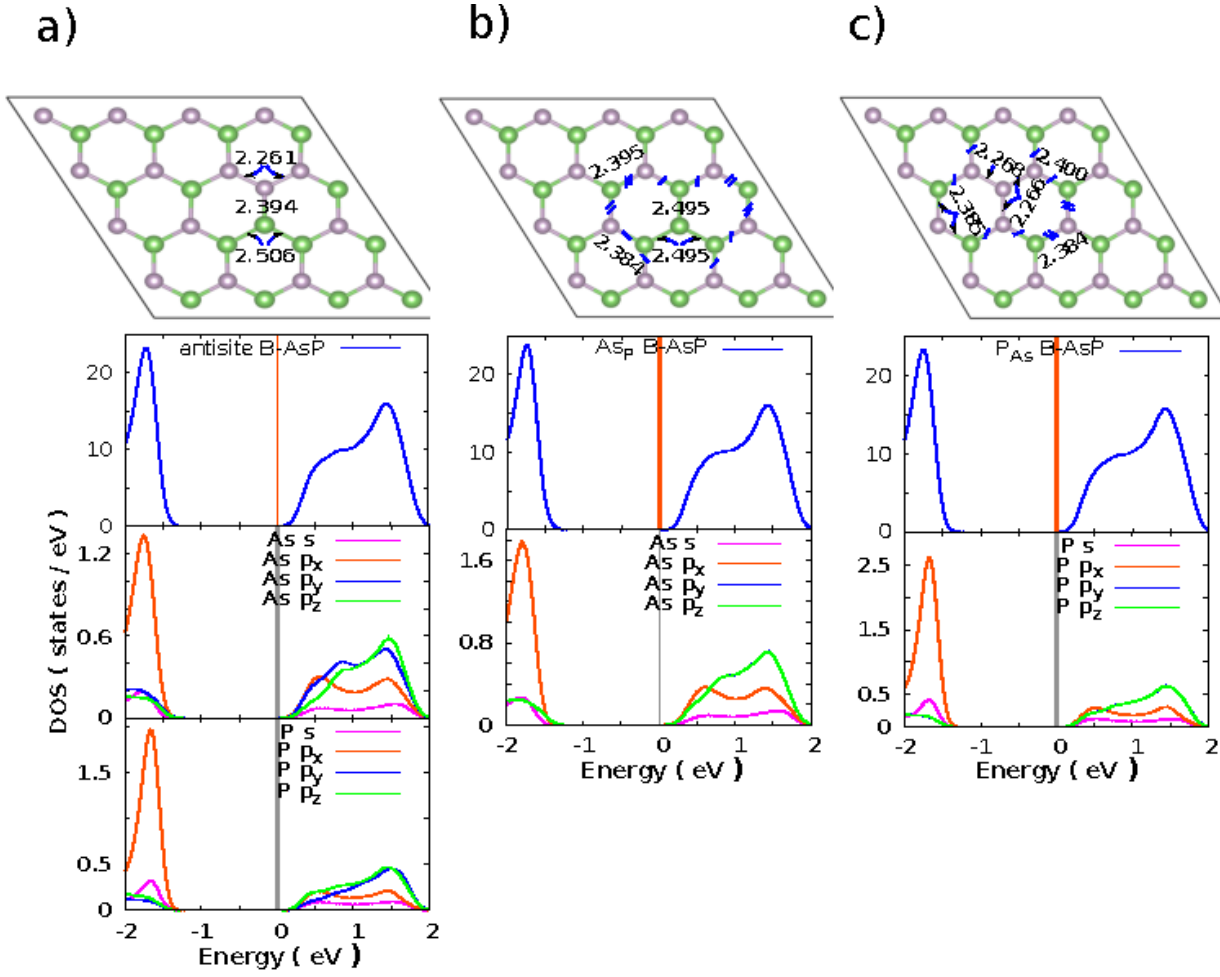 a)
2.261
2.394
2.506
antisite B-AsP
20
10
0
As s
As px
As py
As pz
1.2
0.6
0
P s
P px
P py
P pz
1.5
0.5
0
-2 -1 0 1 2
Energy ( eV )
DOS ( states / eV )
b)
2.395
2.495
2.384
2.495
AsP B-AsP
20
10
0
As s
As px
As py
As pz
1.6
0.8
0
-2 -1 0 1 2
Energy ( eV )
c)
2.268
2.400
2.266
2.384
PAs B-AsP
20
10
0
P s
P px
P py
P pz
2.5
1.5
0.5
0
-2 -1 0 1 2
Energy ( eV )